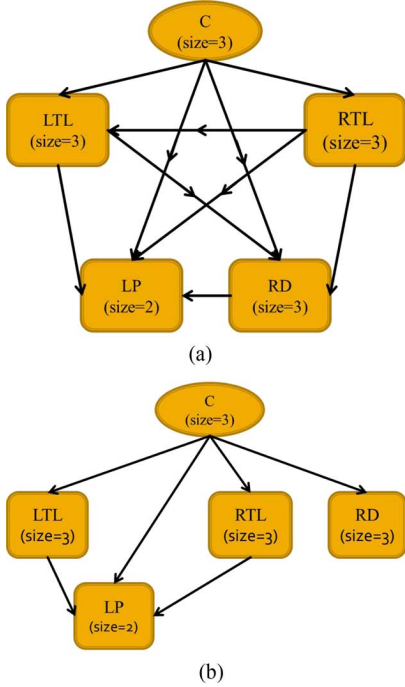 C
(size=3)
LTL
(size=3)
RTL
(size=3)
LP
(size=2)
RD
(size=3)
(a)
C
(size=3)
LTL
(size=3)
RTL
(size=3)
RD
(size=3)
LP
(size=2)
(b)